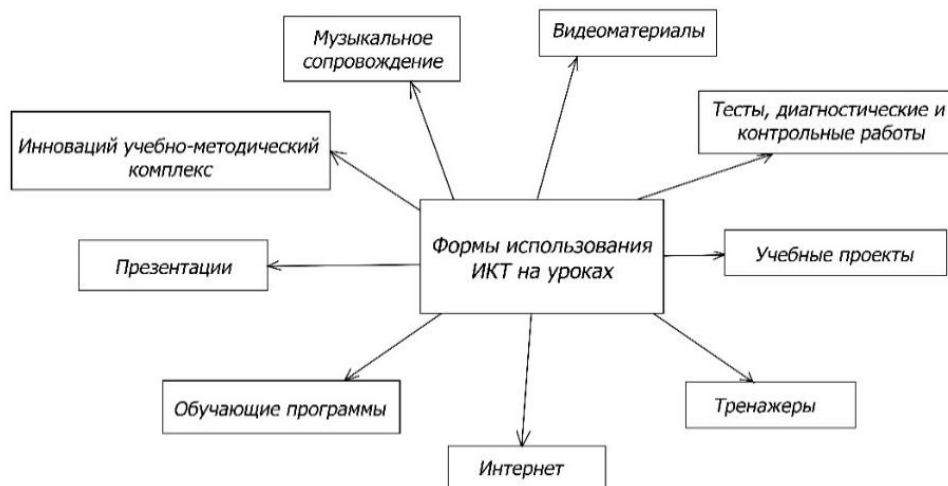 Музыкальное
сопровождение
Видеоматериалы
Тесты, диагностические и
контрольные работы
Инноваций учебно-методический
комплекс
Формы использования
ИКТ на уроках
Презентации
Учебные проекты
Обучающие программы
Тренажеры
Интернет